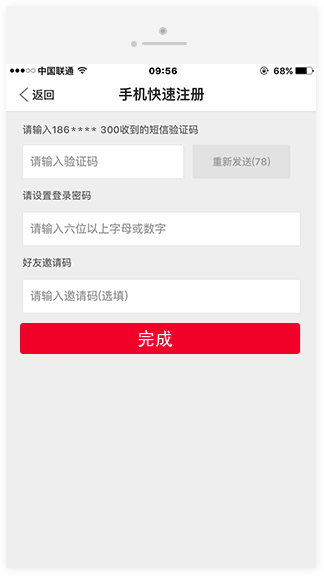 中国联通 09:56 68%
返回 手机快速注册
请输入186**** 300收到的短信验证码
请输入验证码 重新发送(78)
请设置登录密码
请输入六位以上字母或数字
好友邀请码
请输入邀请码(选填)
完成